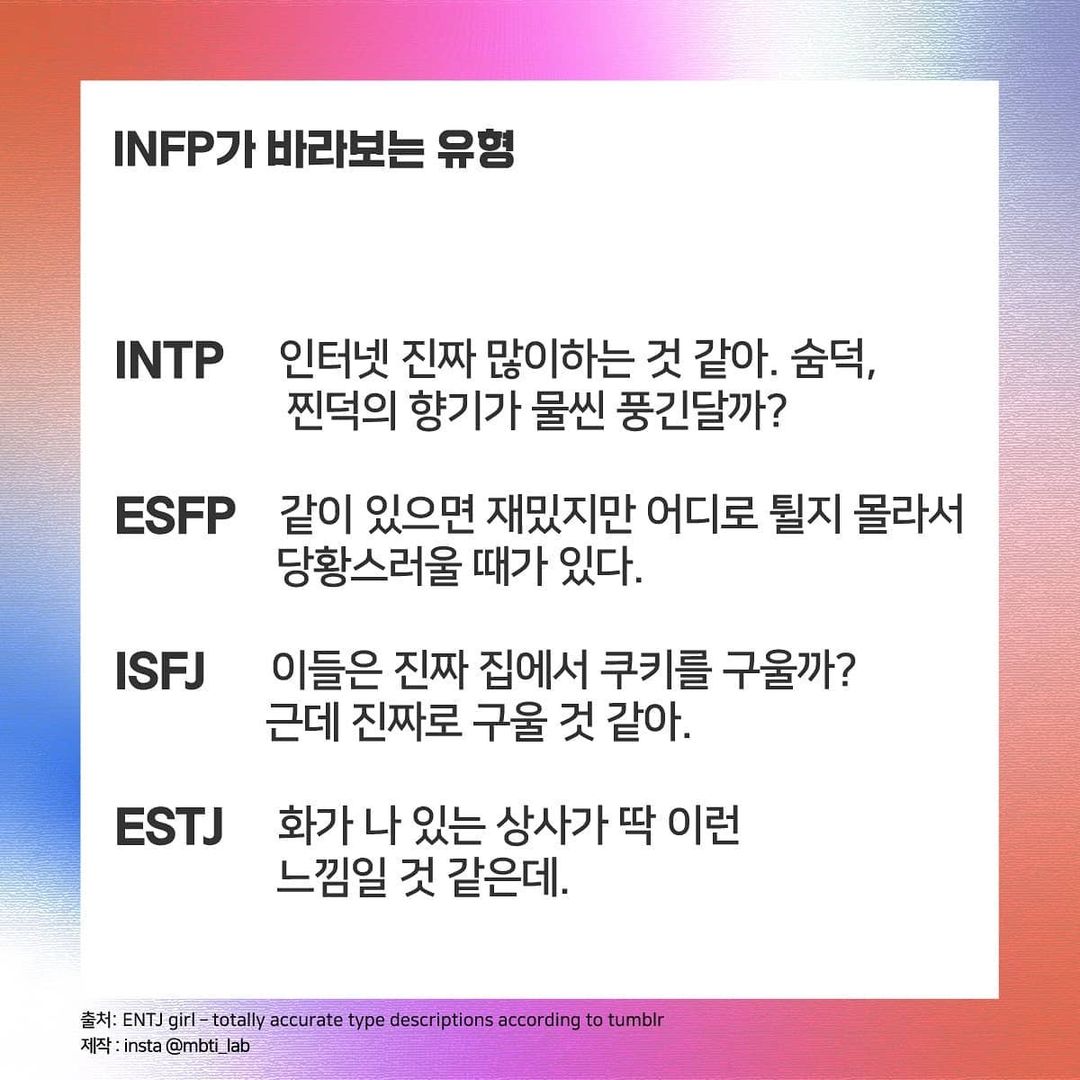 INFP가 바라보는 유형
INTP 인터넷 진짜 많이하는 것 같아. 숨덕,
찐덕의 향기가 물씬 풍긴달까?
ESFP 같이 있으면 재밌지만 어디로 튈지 몰라서
당황스러울 때가 있다.
ISFJ 이들은 진짜 집에서 쿠키를 구울까?
근데 진짜로 구울 것 같아.
ESTJ 화가 나 있는 상사가 딱 이런
느낌일 것 같은데.
출처: ENTJ girl – totally accurate type descriptions according to tumblr
제작 : insta @mbti_lab